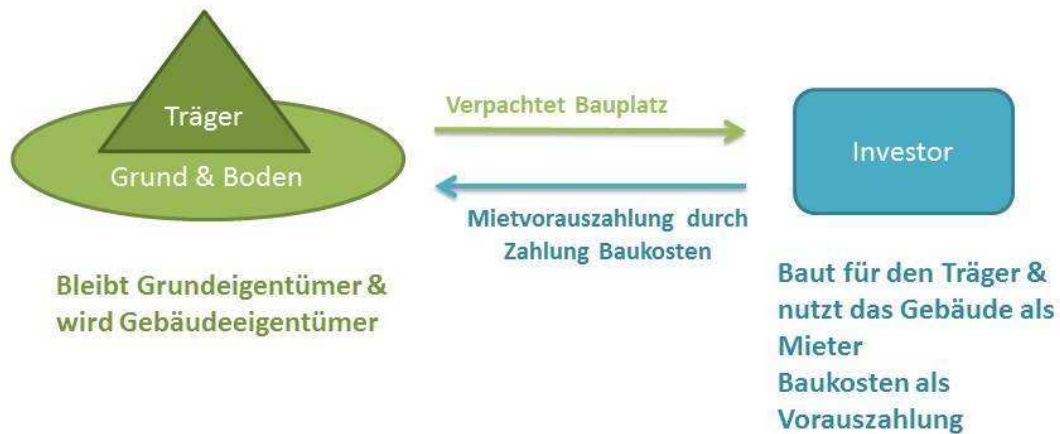 Träger
Grund & Boden
Verpachtet Bauplatz
Investor
Mietvorauszahlung durch
Zahlung Baukosten
Bleibt Grundeigentümer &
wird Gebäudeeigentümer
Baut für den Träger &
nutzt das Gebäude als
Mieter
Baukosten als
Vorauszahlung